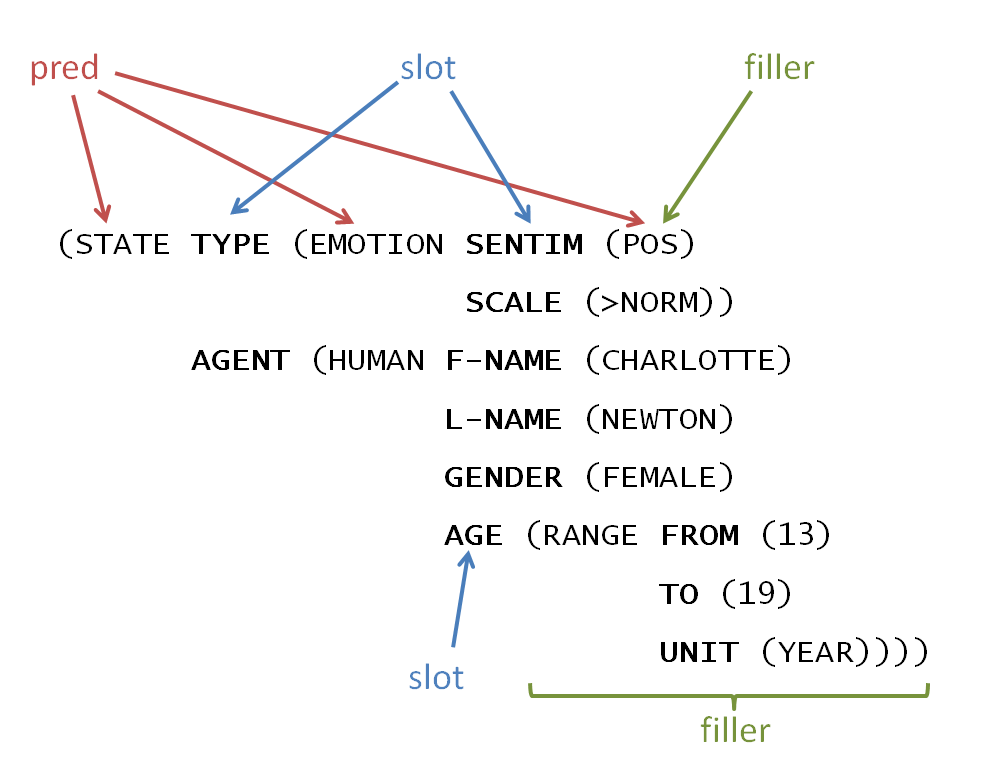 pred slot filler
(STATE TYPE (EMOTION SENTIM (POS)
SCALE (>NORM))
AGENT (HUMAN F-NAME (CHARLOTTE)
L-NAME (NEWTON)
GENDER (FEMALE)
AGE (RANGE FROM (13)
TO (19)
UNIT (YEAR))))
slot
filler